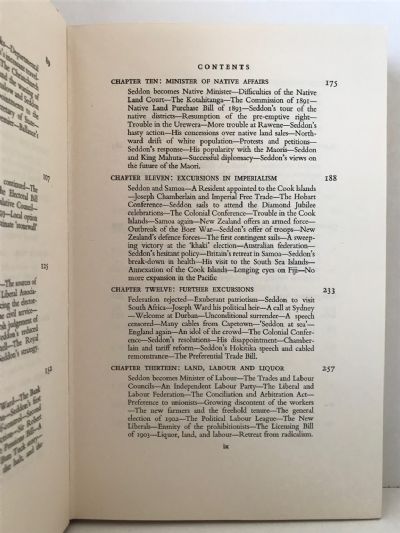 —Departmental
89
107
125
152
CONTENTS
CHAPTER TEN: MINISTER OF NATIVE AFFAIRS 175
Seddon becomes Native Minister—Difficulties of the Native
Land Court—The Kotahitanga—The Commission of 1891—
Native Land Purchase Bill of 1893—Seddon's tour of the
native districts—Resumption of the pre-emptive right—
Trouble in the Urewera—More trouble at Rawene—Seddon's
hasty action—His concessions over native land sales—North-
ward drift of white population—Protests and petitions—
Seddon's response—His popularity with the Maoris—Seddon
and King Mahuta—Successful diplomacy—Seddon's views on
the future of the Maori.
CHAPTER ELEVEN: EXCURSIONS IN IMPERIALISM 188
Seddon and Samoa—A Resident appointed to the Cook Islands
—Joseph Chamberlain and Imperial Free Trade—The Hobart
Conference—Seddon sails to attend the Diamond Jubilee
celebrations—The Colonial Conference—Trouble in the Cook
Islands—Samoa again—New Zealand offers an armed force—
Outbreak of the Boer War—Seddon's offer of troops—New
Zealand's defence forces—The first contingent sails—A sweep-
ing victory at the 'khaki' election—Australian federation—
Seddon's hesitant policy—Britain's retreat in Samoa—Seddon's
break-down in health—His visit to the South Sea Islands—
Annexation of the Cook Islands—Longing eyes on Fiji—No
more expansion in the Pacific
CHAPTER TWELVE: FURTHER EXCURSIONS 233
Federation rejected—Exuberant patriotism—Seddon to visit
South Africa—Joseph Ward his political heir—A call at Sydney
—Welcome at Durban—Unconditional surrender—A speech
censored—Many cables from Capetown—Seddon at sea—
England again—An idol of the crowd—The Colonial Confer-
ence—Seddon's resolutions—His disappointment—Chamber-
lain and tariff reform—Seddon's Hokitika speech and cabled
remonstrance—The Preferential Trade Bill.
CHAPTER THIRTEEN: LAND, LABOUR AND LIQUOR 257
Seddon becomes Minister of Labour—The Trades and Labour
Councils—An Independent Labour Party—The Liberal and
Labour Federation—The Conciliation and Arbitration Act—
Preference to unionists—Growing discontent of the workers
—The new farmers and the freehold tenure—The general
election of 1902—The Political Labour League—The New
Liberals—Enmity of the prohibitionists—The Licensing Bill
of 1903—Liquor, land, and labour—Retreat from radicalism.
ix